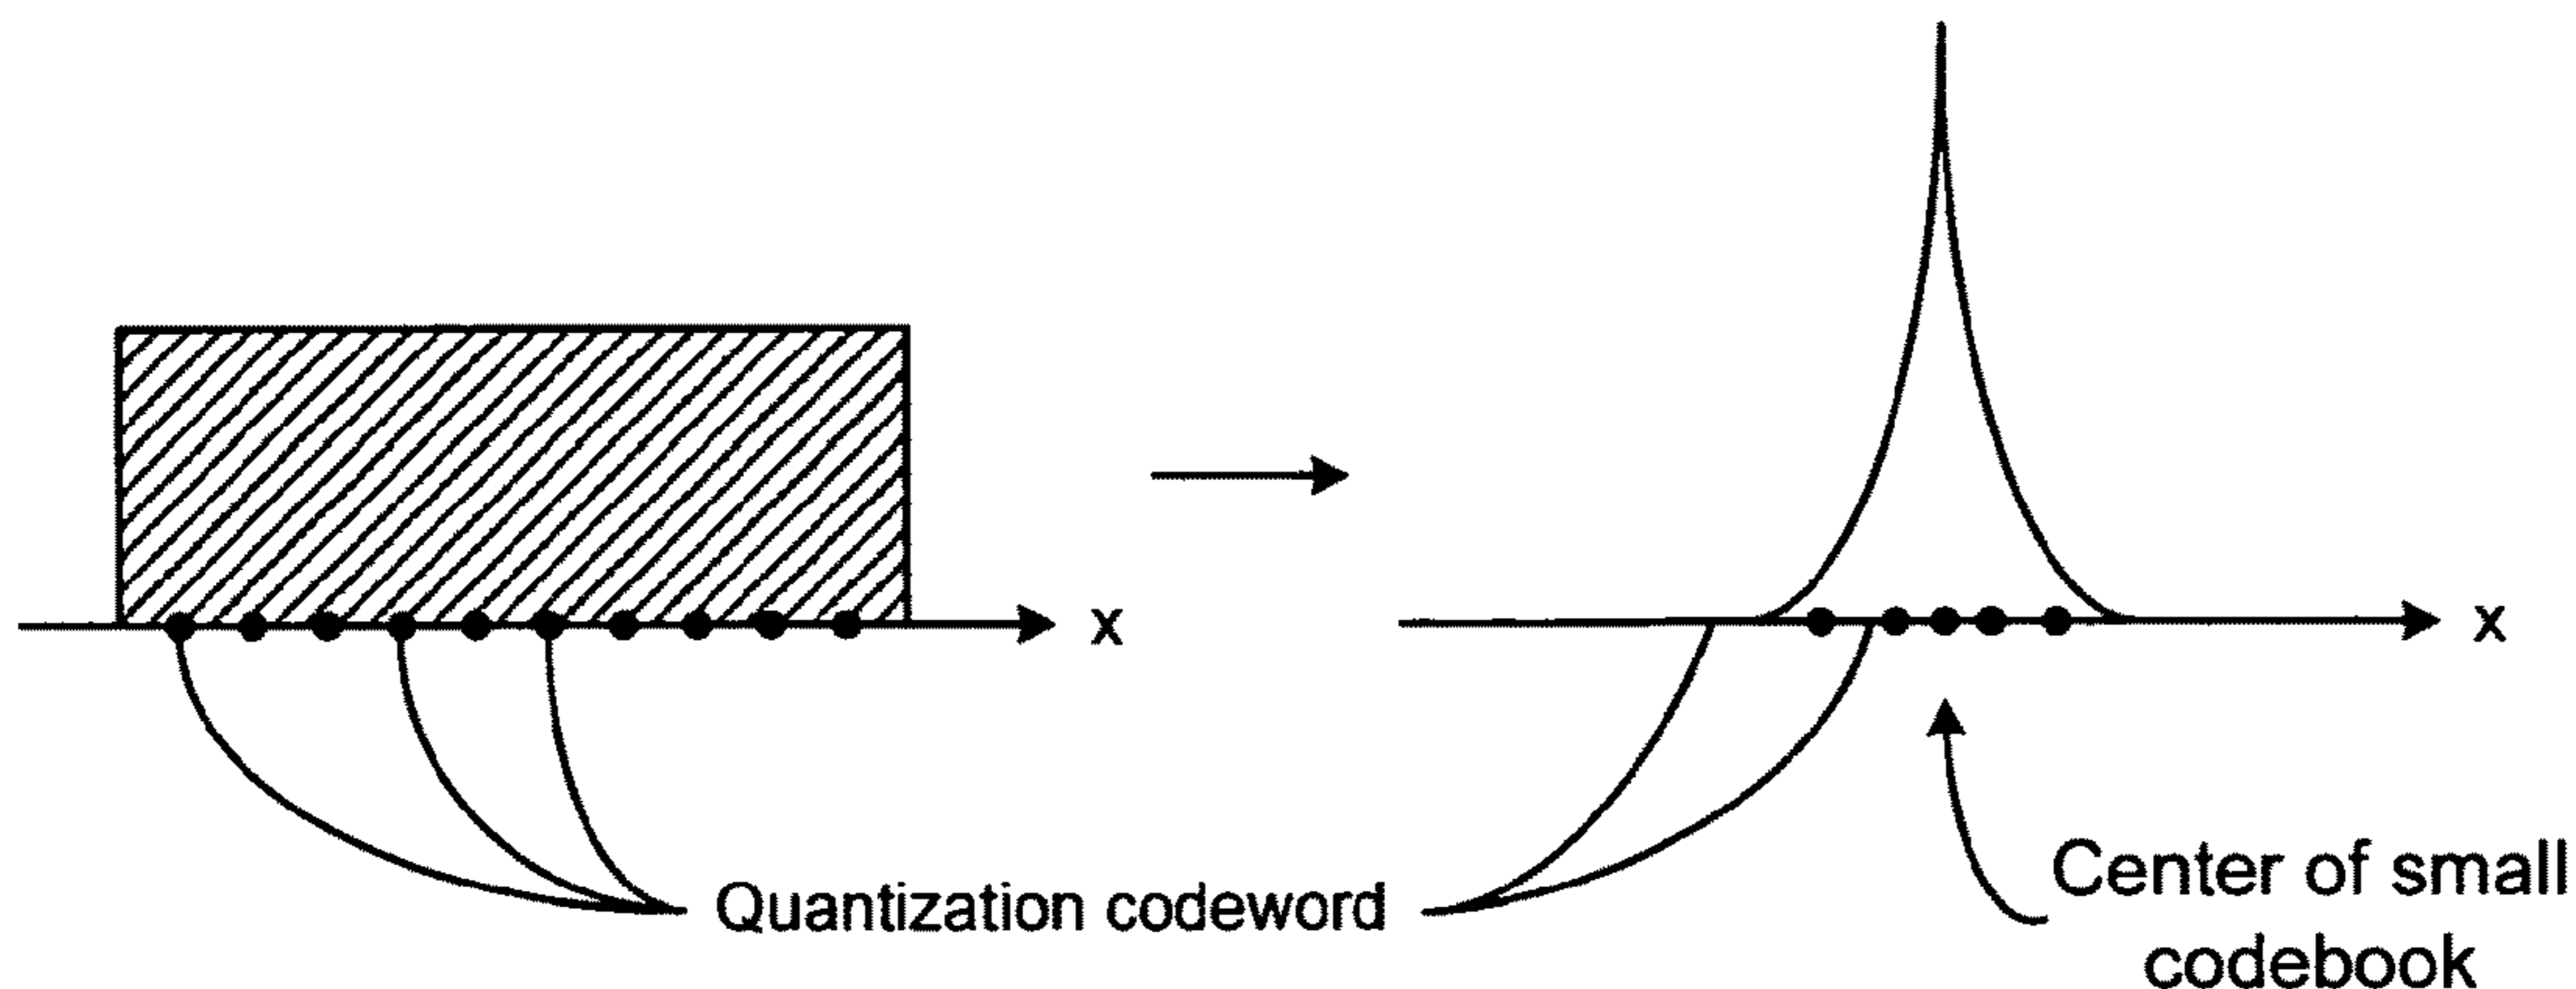 x
x
Quantization codeword
Center of small
codebook